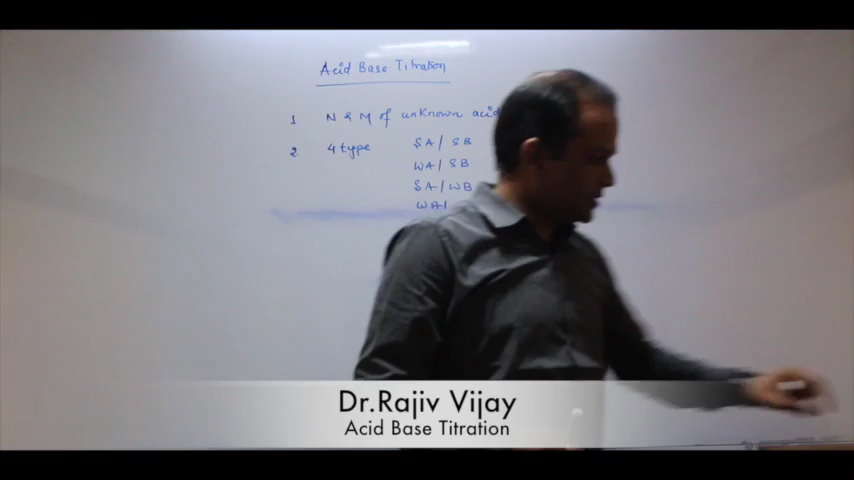 Acid Base Titration
1 N & M of unknown acid
2 4 type SA/ SB
WA/ SB
SA/WB
WA/
Dr.Rajiv Vijay
Acid Base Titration